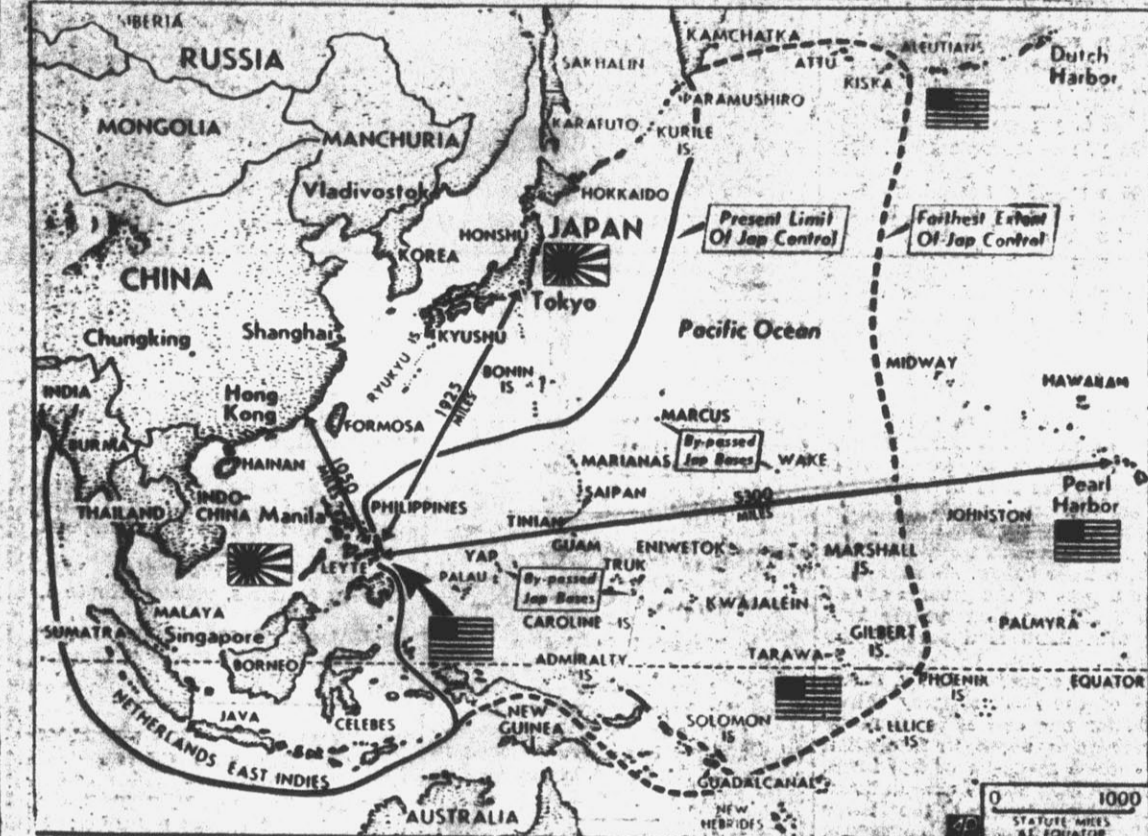 SIBERIA
RUSSIA
MONGOLIA
MANCHURIA
Vladivostok
CHINA
Chungking
Shanghai
KOREA
HONSHU
JAPAN
Tokyo
KYUSHU
RYUKYU IS.
HOKKAIDO
SAKHALIN
KARAFUTO
KURILE
IS.
PARAMUSHIRO
KAMCHATKA
ATTU
KISKA
ALEUTIANS
Dutch
Harbor
Present Limit
Of Jap Control
Farthest Extent
Of Jap Control
Pacific Ocean
MIDWAY
HAWAIIAN
IS.
INDIA
BURMA
Hong
Kong
FORMOSA
HAINAN
THAILAND
INDO-
CHINA
Manila
PHILIPPINES
LEYTE
1050
MILES
1925
MILES
BONIN
IS
MARCUS
By-passed
Jap Bases
WAKE
MARIANAS
SAIPAN
TINIAN
GUAM
5300
MILES
Pearl
Harbor
JOHNSTON
ENIWETOK
MARSHALL
IS.
YAP
PALAU
By-passed
Jap Bases
TRUK
KWAJALEIN
CAROLINE IS
GILBERT
IS.
PALMYRA
MALAYA
SUMATRA
Singapore
BORNEO
ADMIRALTY
IS
TARAWA
PHOENIX
IS.
EQUATOR
JAVA
CELEBES
NETHERLANDS EAST INDIES
NEW
GUINEA
SOLOMON
IS
ELLICE
IS
GUADALCANAL
AUSTRALIA
NEW
HEBRIDES
0 1000
STATUTE MILES